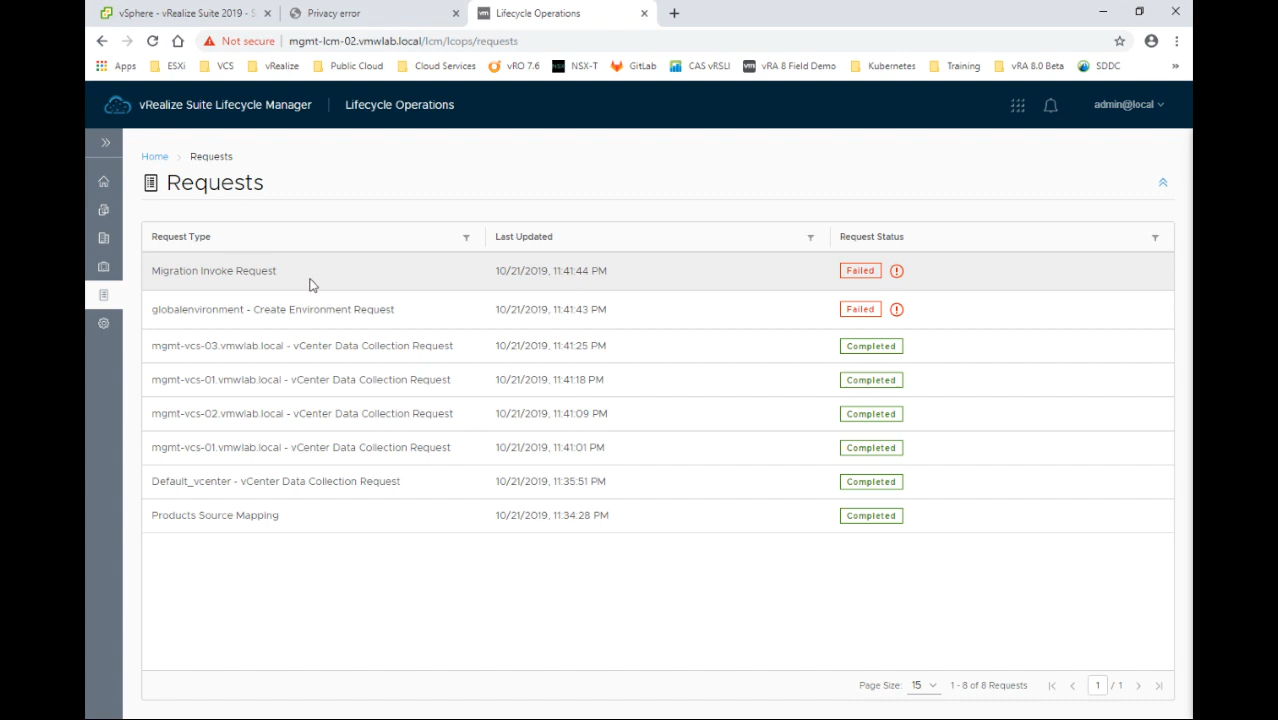 vSphere - vRealize Suite 2019 - S
Privacy error
vm Lifecycle Operations
Not secure | mgmt-lcm-02.vmwlab.local/lcm/lcops/requests
Apps ESXi VCS vRealize Public Cloud Cloud Services vRO 7.6 NSX NSX-T GitLab CAS vRSLI vm VRA 8 Field Demo Kubernetes Training vRA 8.0 Beta SDDC »
vRealize Suite Lifecycle Manager Lifecycle Operations admin@local
Home > Requests
Requests
Request Type Last Updated Request Status
Migration Invoke Request 10/21/2019, 11:41:44 PM Failed
globalenvironment - Create Environment Request 10/21/2019, 11:41:43 PM Failed
mgmt-vcs-03.vmwlab.local - vCenter Data Collection Request 10/21/2019, 11:41:25 PM Completed
mgmt-vcs-01.vmwlab.local - vCenter Data Collection Request 10/21/2019, 11:41:18 PM Completed
mgmt-vcs-02.vmwlab.local - vCenter Data Collection Request 10/21/2019, 11:41:09 PM Completed
mgmt-vcs-01.vmwlab.local - vCenter Data Collection Request 10/21/2019, 11:41:01 PM Completed
Default_vcenter - vCenter Data Collection Request 10/21/2019, 11:35:51 PM Completed
Products Source Mapping 10/21/2019, 11:34:28 PM Completed
Page Size: 15 1 - 8 of 8 Requests 1 / 1